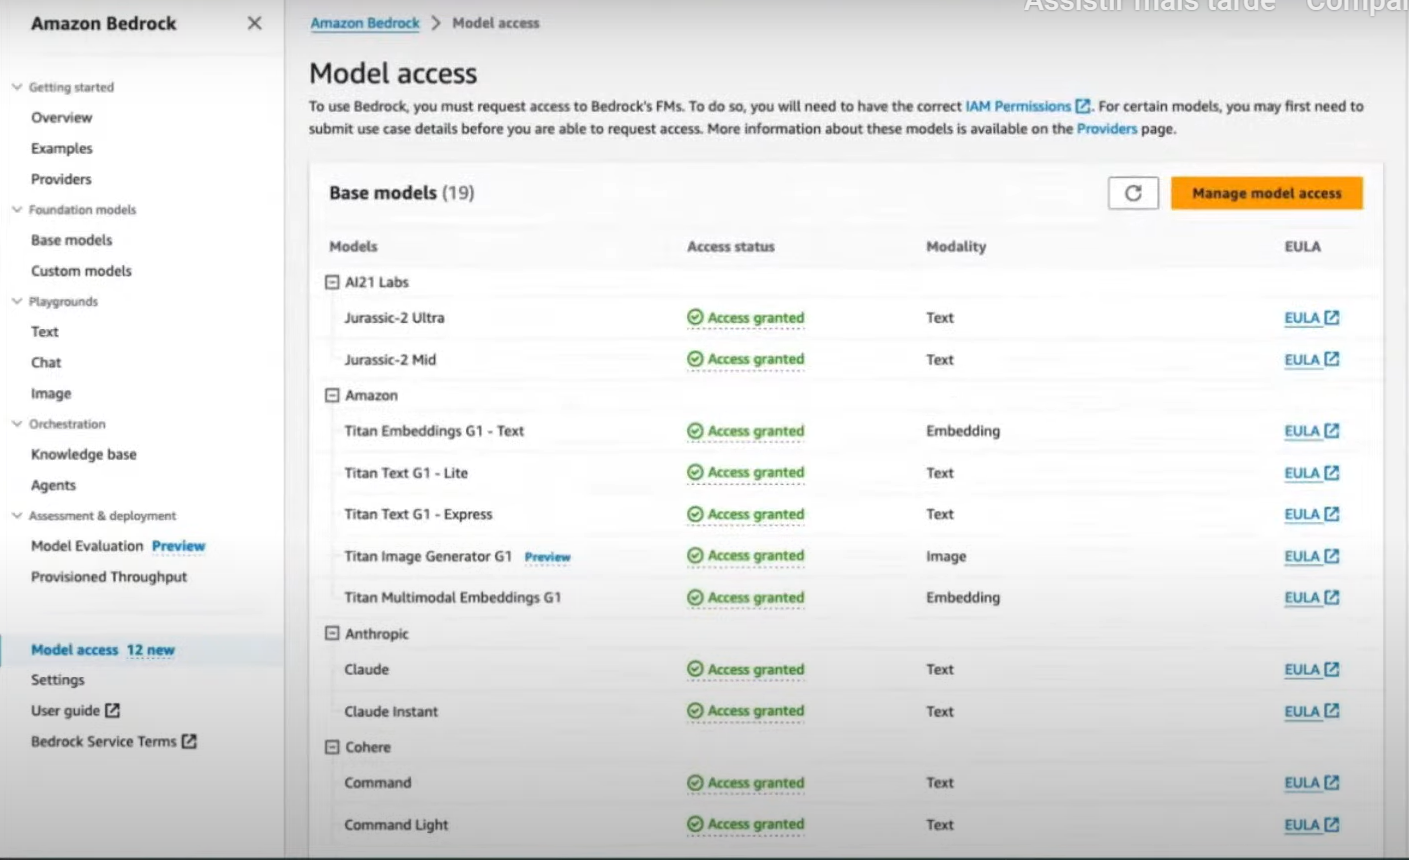 Assistir mais tarde
Amazon Bedrock
Amazon Bedrock > Model access
Getting started
Overview
Examples
Providers
Foundation models
Base models
Custom models
Playgrounds
Text
Chat
Image
Orchestration
Knowledge base
Agents
Assessment & deployment
Model Evaluation Preview
Provisioned Throughput
Model access 12 new
Settings
User guide
Bedrock Service Terms
Model access
To use Bedrock, you must request access to Bedrock's FMs. To do so, you will need to have the correct IAM Permissions. For certain models, you may first need to
submit use case details before you are able to request access. More information about these models is available on the Providers page.
Base models (19) Manage model access
Models Access status Modality EULA
AI21 Labs
Jurassic-2 Ultra Access granted Text EULA
Jurassic-2 Mid Access granted Text EULA
Amazon
Titan Embeddings G1 - Text Access granted Embedding EULA
Titan Text G1 - Lite Access granted Text EULA
Titan Text G1 - Express Access granted Text EULA
Titan Image Generator G1 Preview Access granted Image EULA
Titan Multimodal Embeddings G1 Access granted Embedding EULA
Anthropic
Claude Access granted Text EULA
Claude Instant Access granted Text EULA
Cohere
Command Access granted Text EULA
Command Light Access granted Text EULA